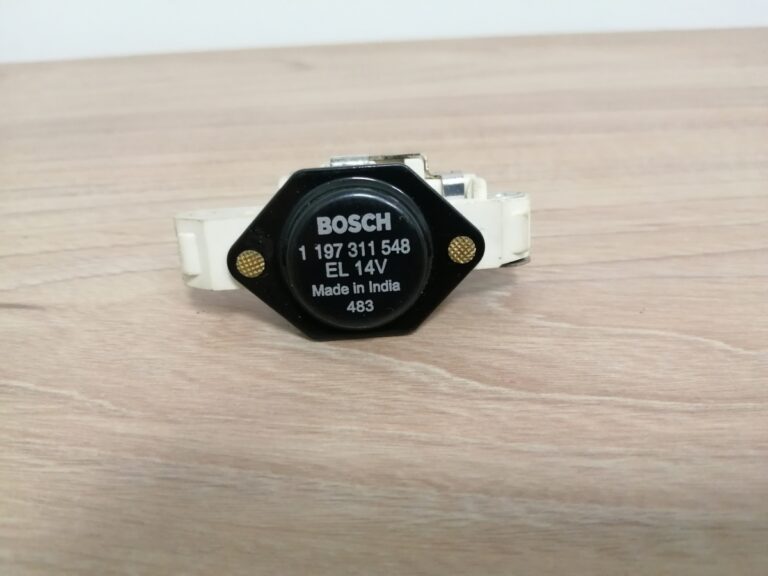 BOSCH
1 197 311 548
EL 14V
Made in India
483